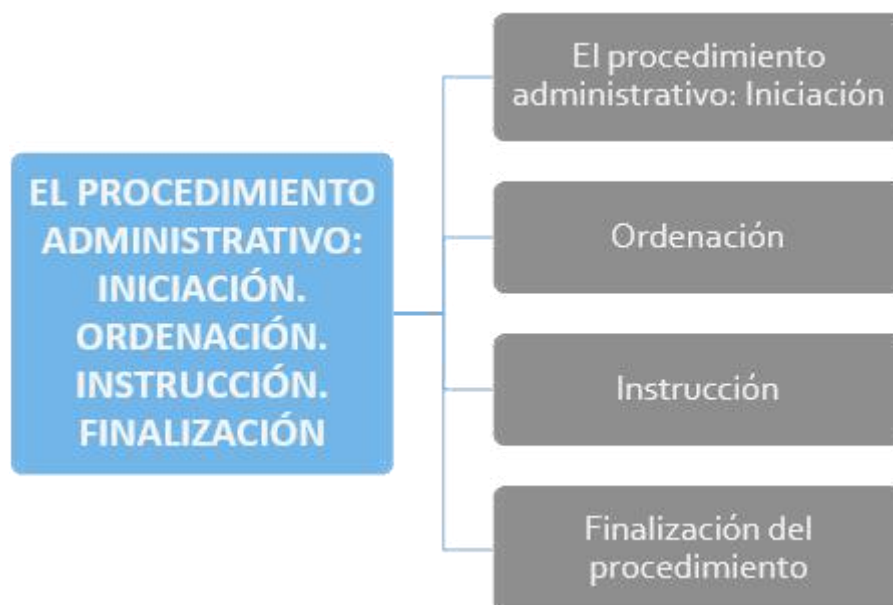 EL PROCEDIMIENTO
ADMINISTRATIVO:
INICIACIÓN.
ORDENACIÓN.
INSTRUCCIÓN.
FINALIZACIÓN
El procedimiento
administrativo: Iniciación
Ordenación
Instrucción
Finalización del
procedimiento